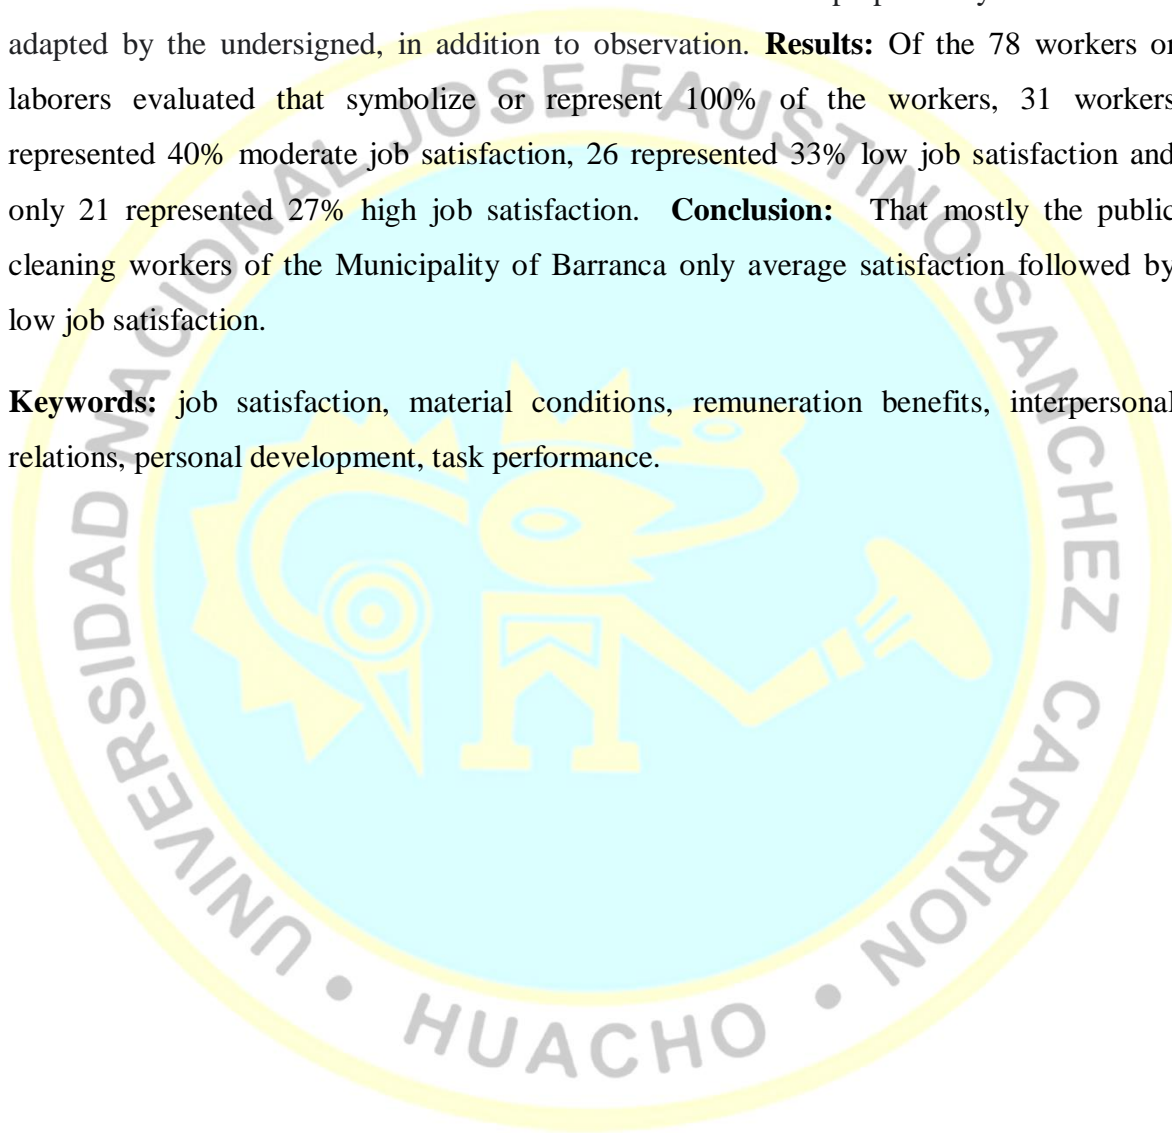 adapted by the undersigned, in addition to observation. Results: Of the 78 workers or
laborers evaluated that symbolize or represent 100% of the workers, 31 workers
represented 40% moderate job satisfaction, 26 represented 33% low job satisfaction and
only 21 represented 27% high job satisfaction. Conclusion: That mostly the public
cleaning workers of the Municipality of Barranca only average satisfaction followed by
low job satisfaction.
Keywords: job satisfaction, material conditions, remuneration benefits, interpersonal
relations, personal development, task performance.
UNIVERSIDAD NACIONAL JOSE FAUSTINO SANCHEZ CARRION • HUACHO •